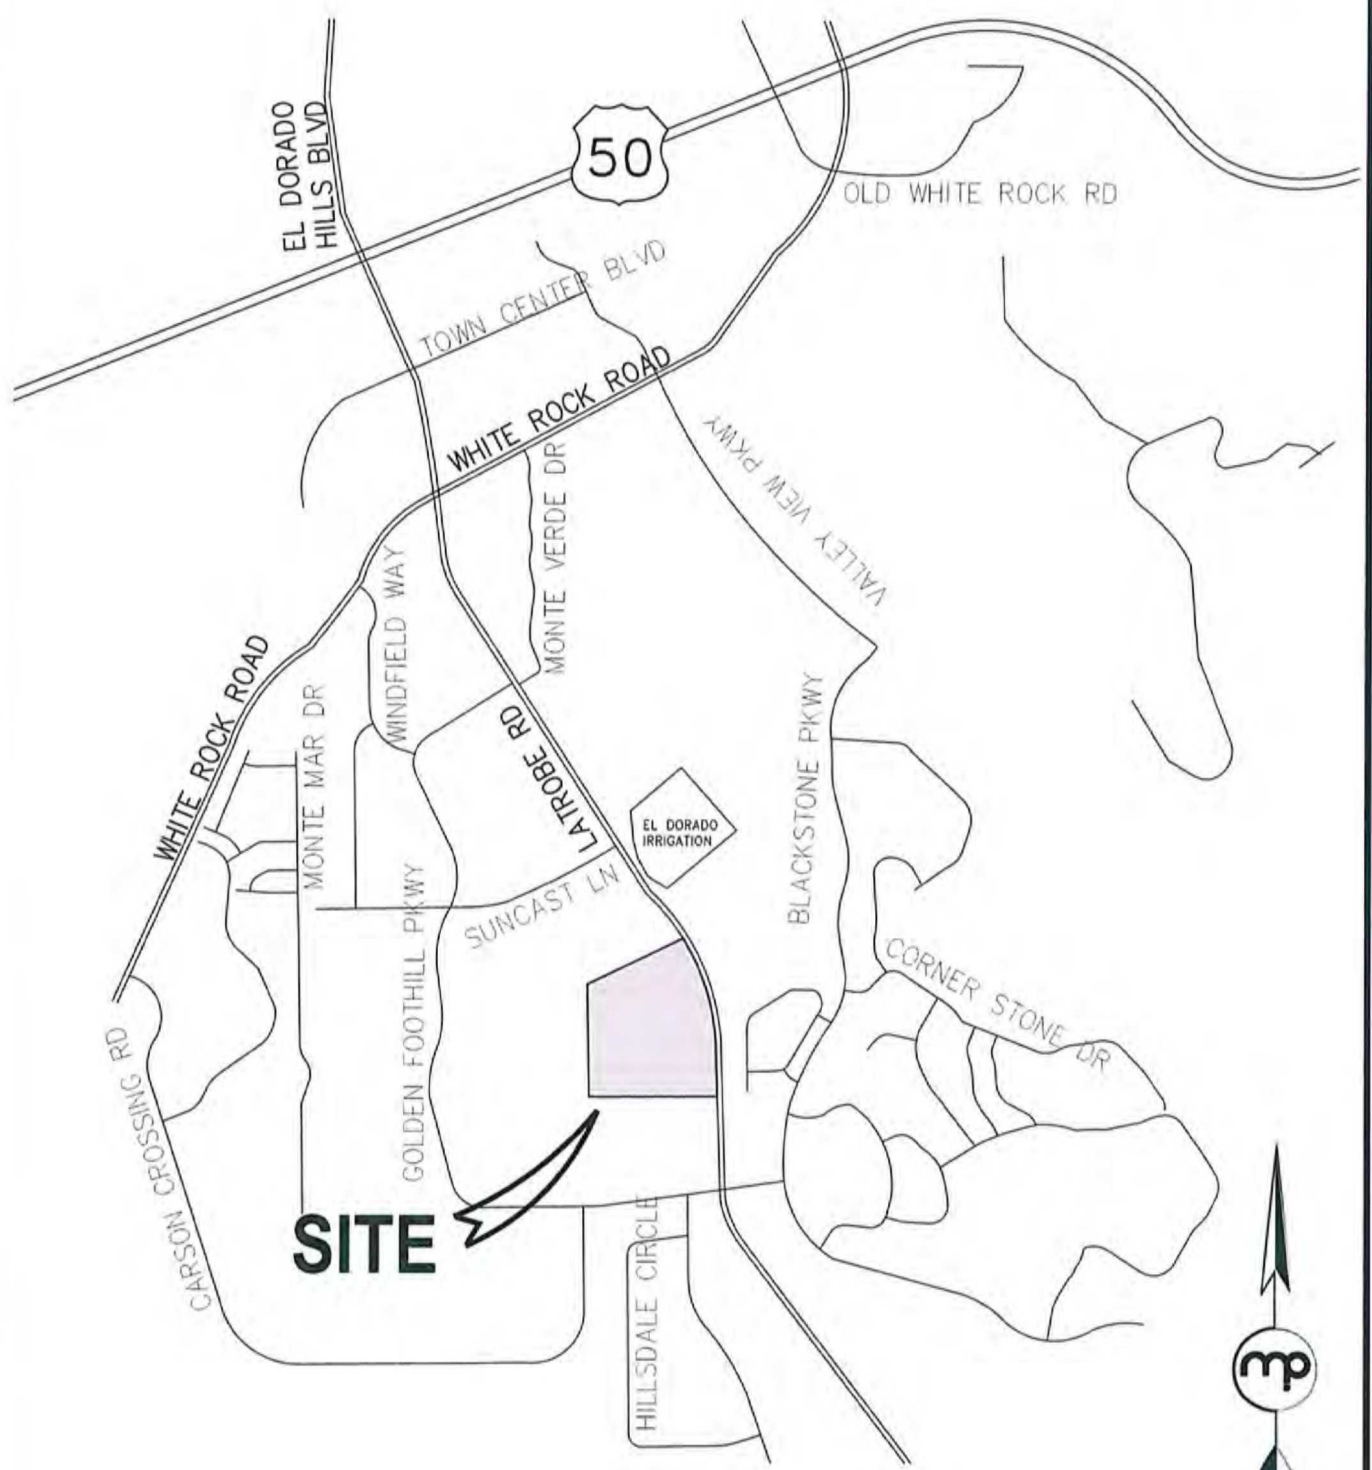 EL DORADO
HILLS BLVD
50
OLD WHITE ROCK RD
TOWN CENTER BLVD
WHITE ROCK ROAD
VALLEY VIEW PKWY
MONTE VERDE DR
WINDFIELD WAY
WHITE ROCK ROAD
MONTE MAR DR
LATROBE RD
BLACKSTONE PKWY
EL DORADO
IRRIGATION
SUNCAST LN
GOLDEN FOOTHILL PKWY
CORNER STONE DR
CARSON CROSSING RD
SITE
HILLSDALE CIRCLE
mp